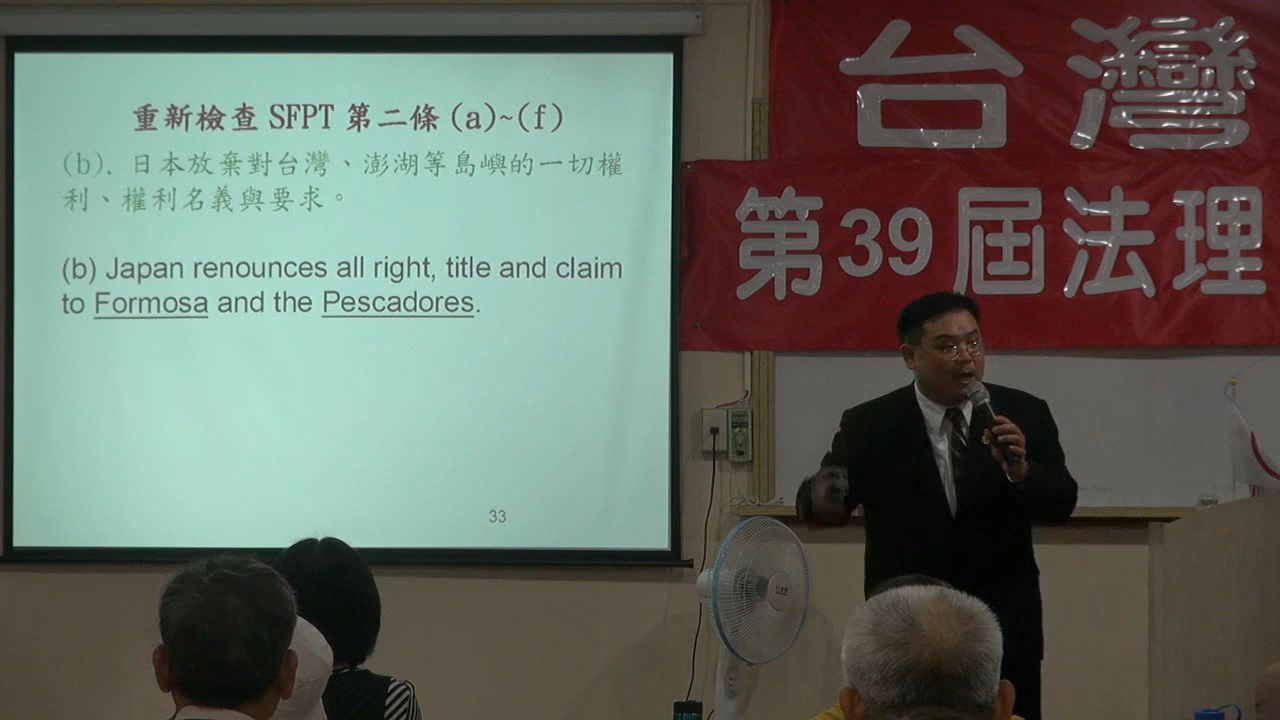 重新檢查 SFPT 第二條 (a)~(f)
(b). 日本放棄對台灣、澎湖等島嶼的一切權
利、權利名義與要求。
(b) Japan renounces all right, title and claim
to Formosa and the Pescadores.
33
台灣
第39屆法理